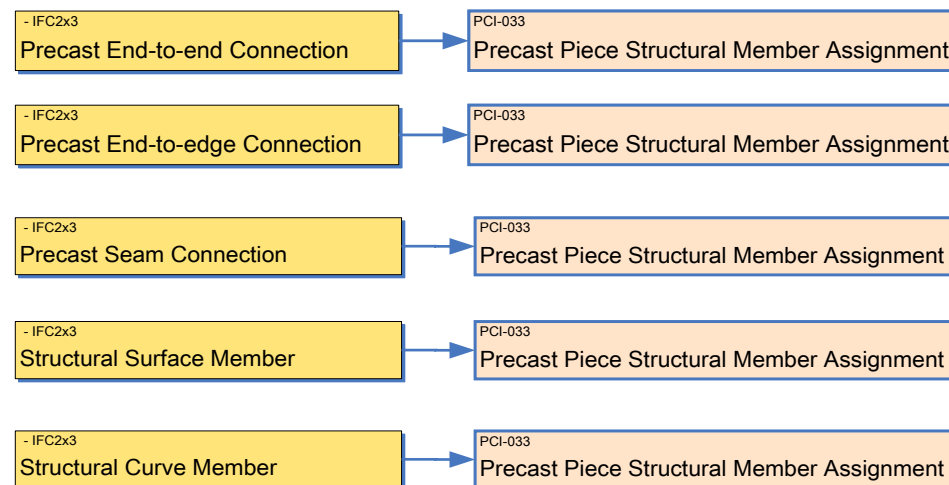 - IFC2x3
Precast End-to-end Connection
PCI-033
Precast Piece Structural Member Assignment
- IFC2x3
Precast End-to-edge Connection
PCI-033
Precast Piece Structural Member Assignment
- IFC2x3
Precast Seam Connection
PCI-033
Precast Piece Structural Member Assignment
- IFC2x3
Structural Surface Member
PCI-033
Precast Piece Structural Member Assignment
- IFC2x3
Structural Curve Member
PCI-033
Precast Piece Structural Member Assignment